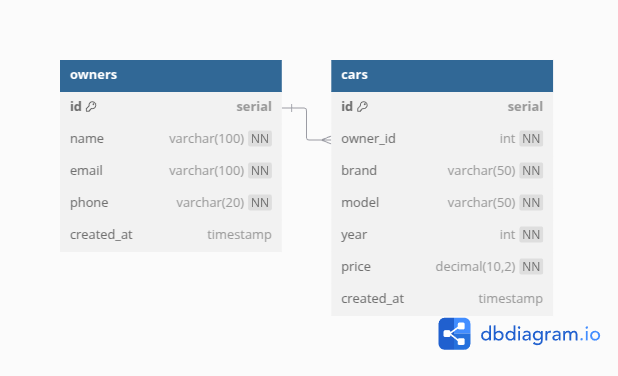 owners
id serial
name varchar(100) NN
email varchar(100) NN
phone varchar(20) NN
created_at timestamp
cars
id serial
owner_id int NN
brand varchar(50) NN
model varchar(50) NN
year int NN
price decimal(10,2) NN
created_at timestamp
dbdiagram.io